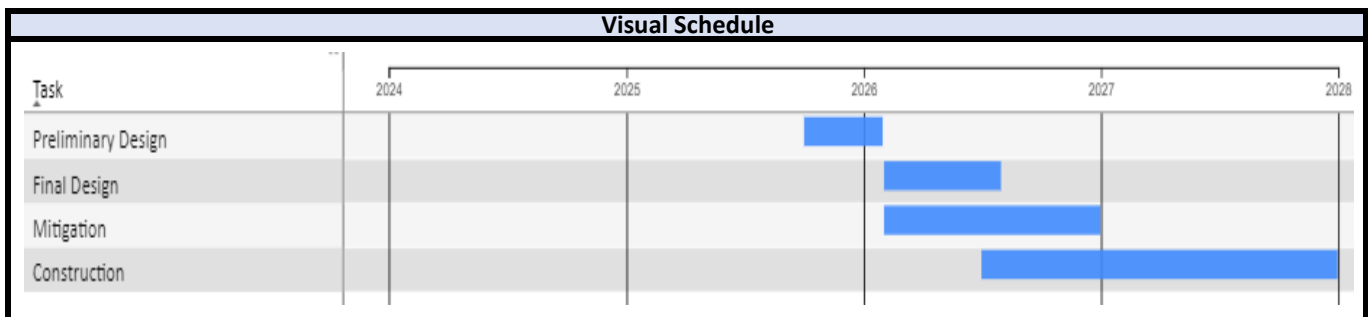 Visual Schedule
Task
2024 2025 2026 2027 2028
Preliminary Design
Final Design
Mitigation
Construction